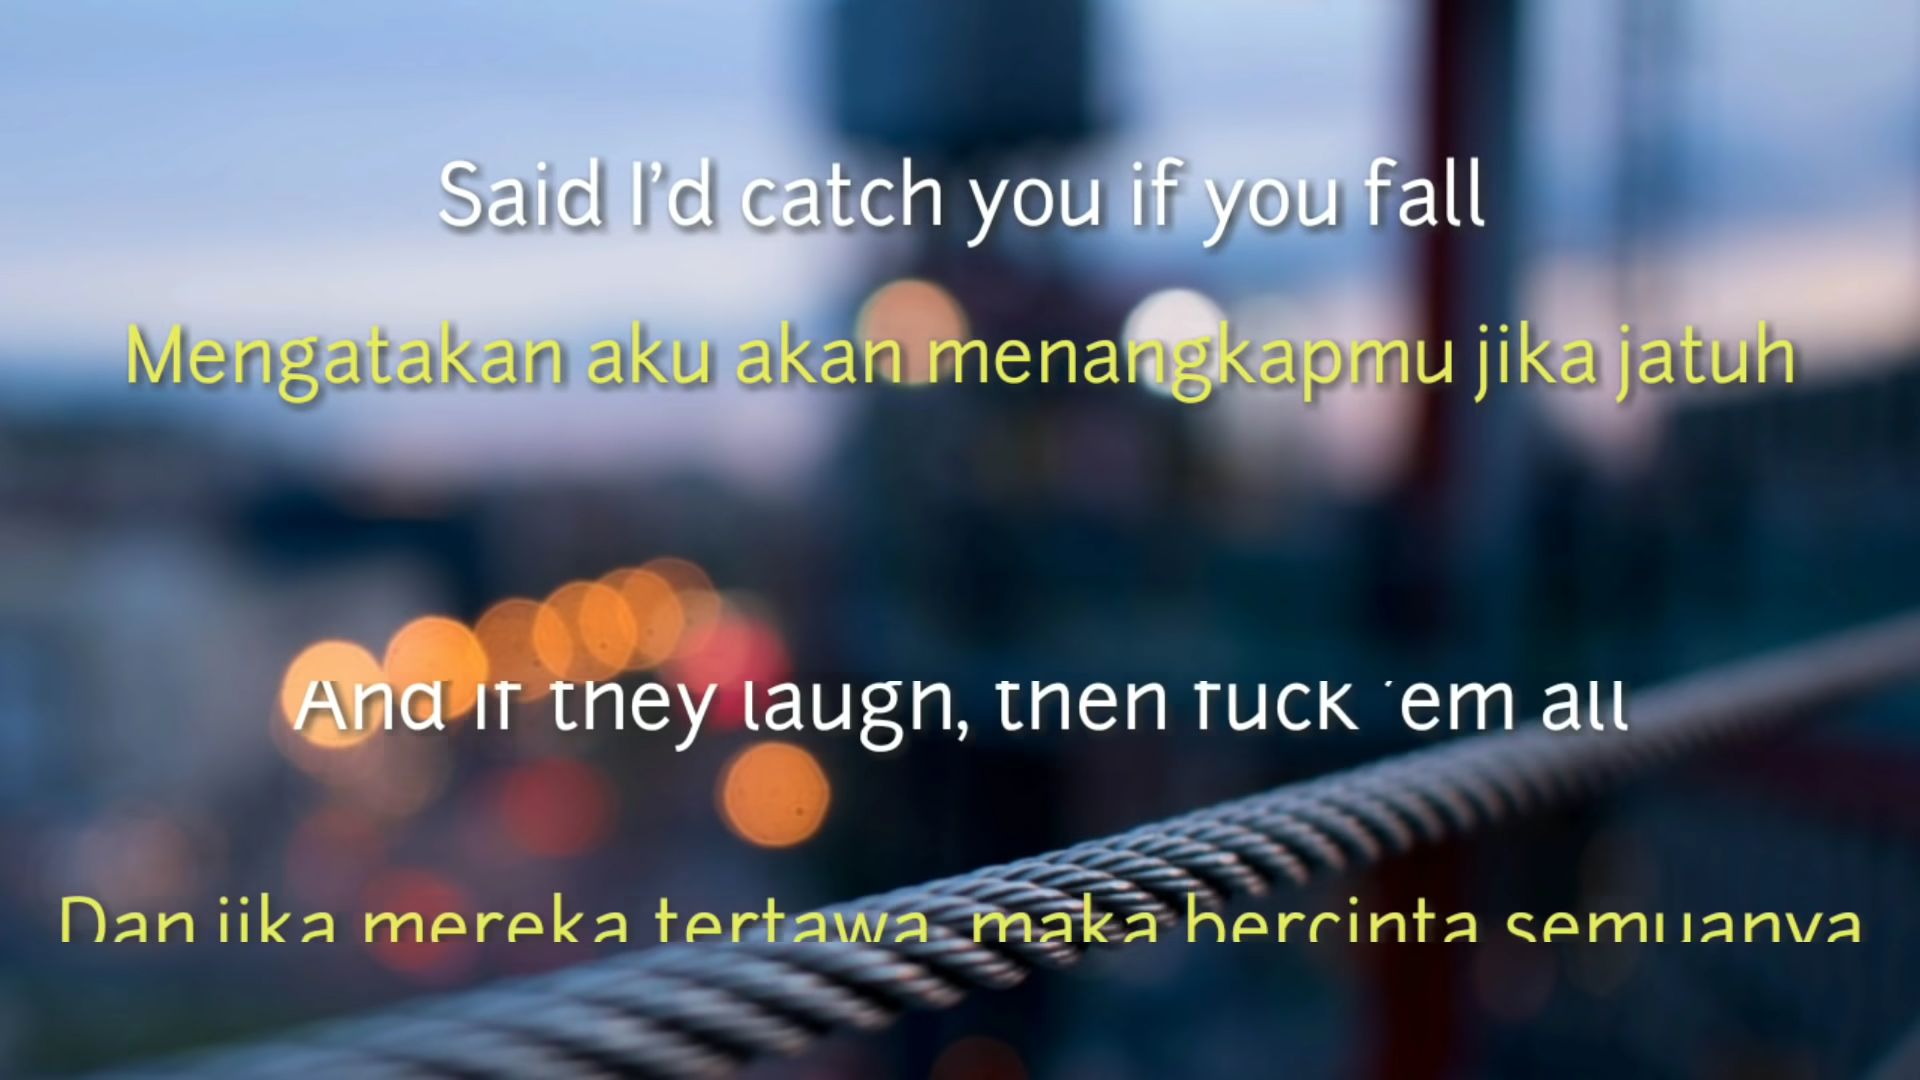 Said I’d catch you if you fall
Mengatakan aku akan menangkapmu jika jatuh
And if they laugh, then fuck ’em all
Dan jika mereka tertawa, maka bercinta semuanya